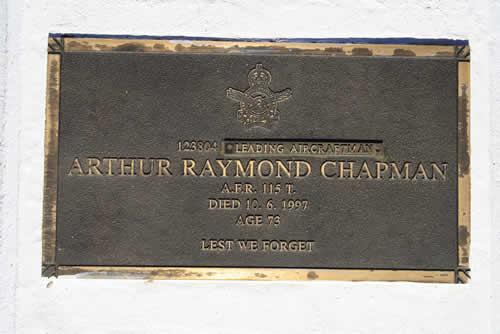 123804 LEADING AIRCRAFTMAN
ARTHUR RAYMOND CHAPMAN
A.F.R. 115 T.
DIED 10. 6. 1997
AGE 73
LEST WE FORGET